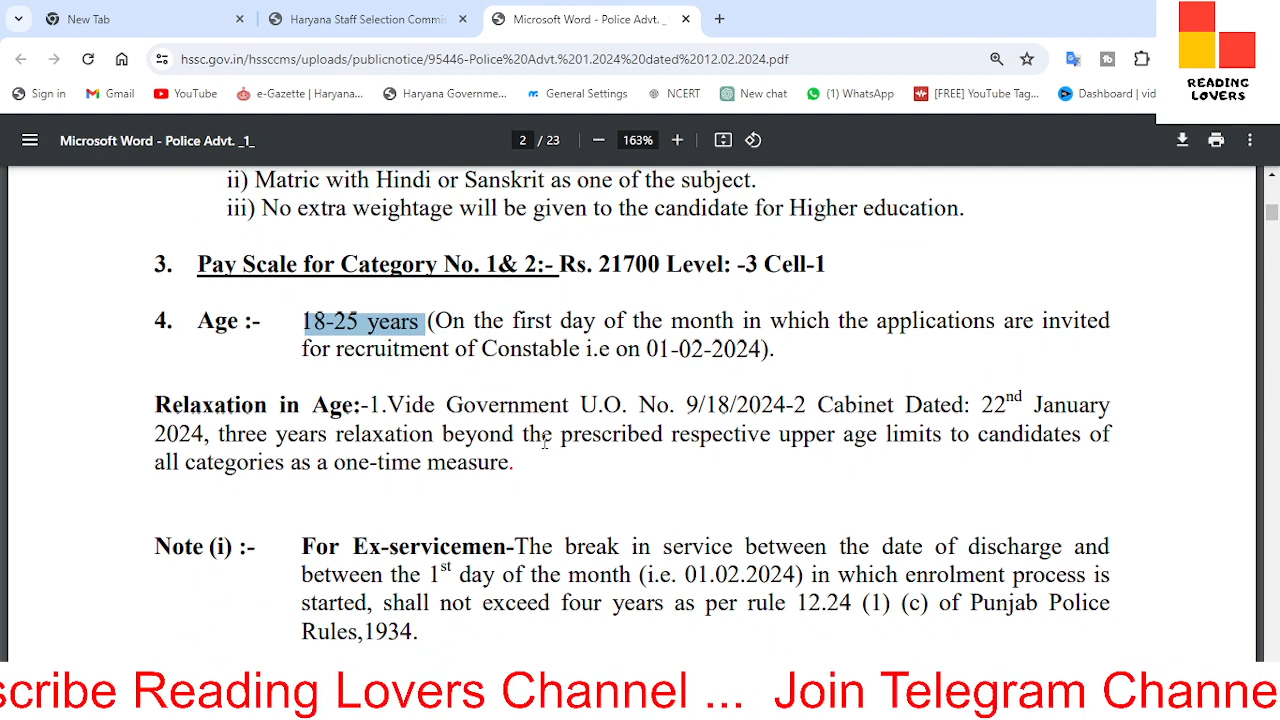 New Tab
Haryana Staff Selection Commis
Microsoft Word - Police Advt. _
hssc.gov.in/hssccms/uploads/publicnotice/95446-Police%20Advt.%201.2024%20dated%2012.02.2024.pdf
Sign in
Gmail
YouTube
e-Gazette | Haryana...
Haryana Governme...
General Settings
NCERT
New chat
(1) WhatsApp
[FREE] YouTube Tag...
Dashboard | vid
READING
LOVERS
Microsoft Word - Police Advt. _1_
2 / 23
163%
ii) Matric with Hindi or Sanskrit as one of the subject.
iii) No extra weightage will be given to the candidate for Higher education.
3. Pay Scale for Category No. 1& 2:- Rs. 21700 Level: -3 Cell-1
4. Age :- 18-25 years (On the first day of the month in which the applications are invited
for recruitment of Constable i.e on 01-02-2024).
Relaxation in Age:-1.Vide Government U.O. No. 9/18/2024-2 Cabinet Dated: 22nd January
2024, three years relaxation beyond the prescribed respective upper age limits to candidates of
all categories as a one-time measure.
Note (i) :- For Ex-servicemen-The break in service between the date of discharge and
between the 1st day of the month (i.e. 01.02.2024) in which enrolment process is
started, shall not exceed four years as per rule 12.24 (1) (c) of Punjab Police
Rules,1934.
scribe Reading Lovers Channel ... Join Telegram Channe